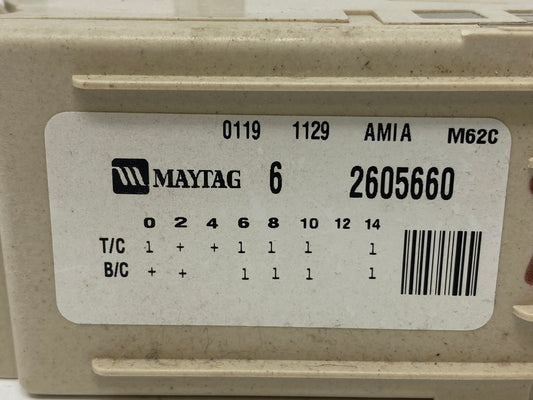 0119 1129 AMIA M62C
MAYTAG 6 2605660
0 2 4 6 8 10 12 14
T/C 1 + + 1 1 1 1
B/C + + 1 1 1 1